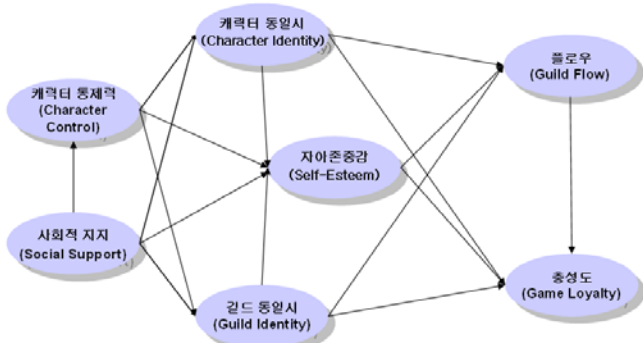 캐릭터 동일시
(Character Identity)
플로우
(Guild Flow)
캐릭터 통제력
(Character
Control)
자아존중감
(Self-Esteem)
사회적 지지
(Social Support)
길드 동일시
(Guild Identity)
충성도
(Game Loyalty)